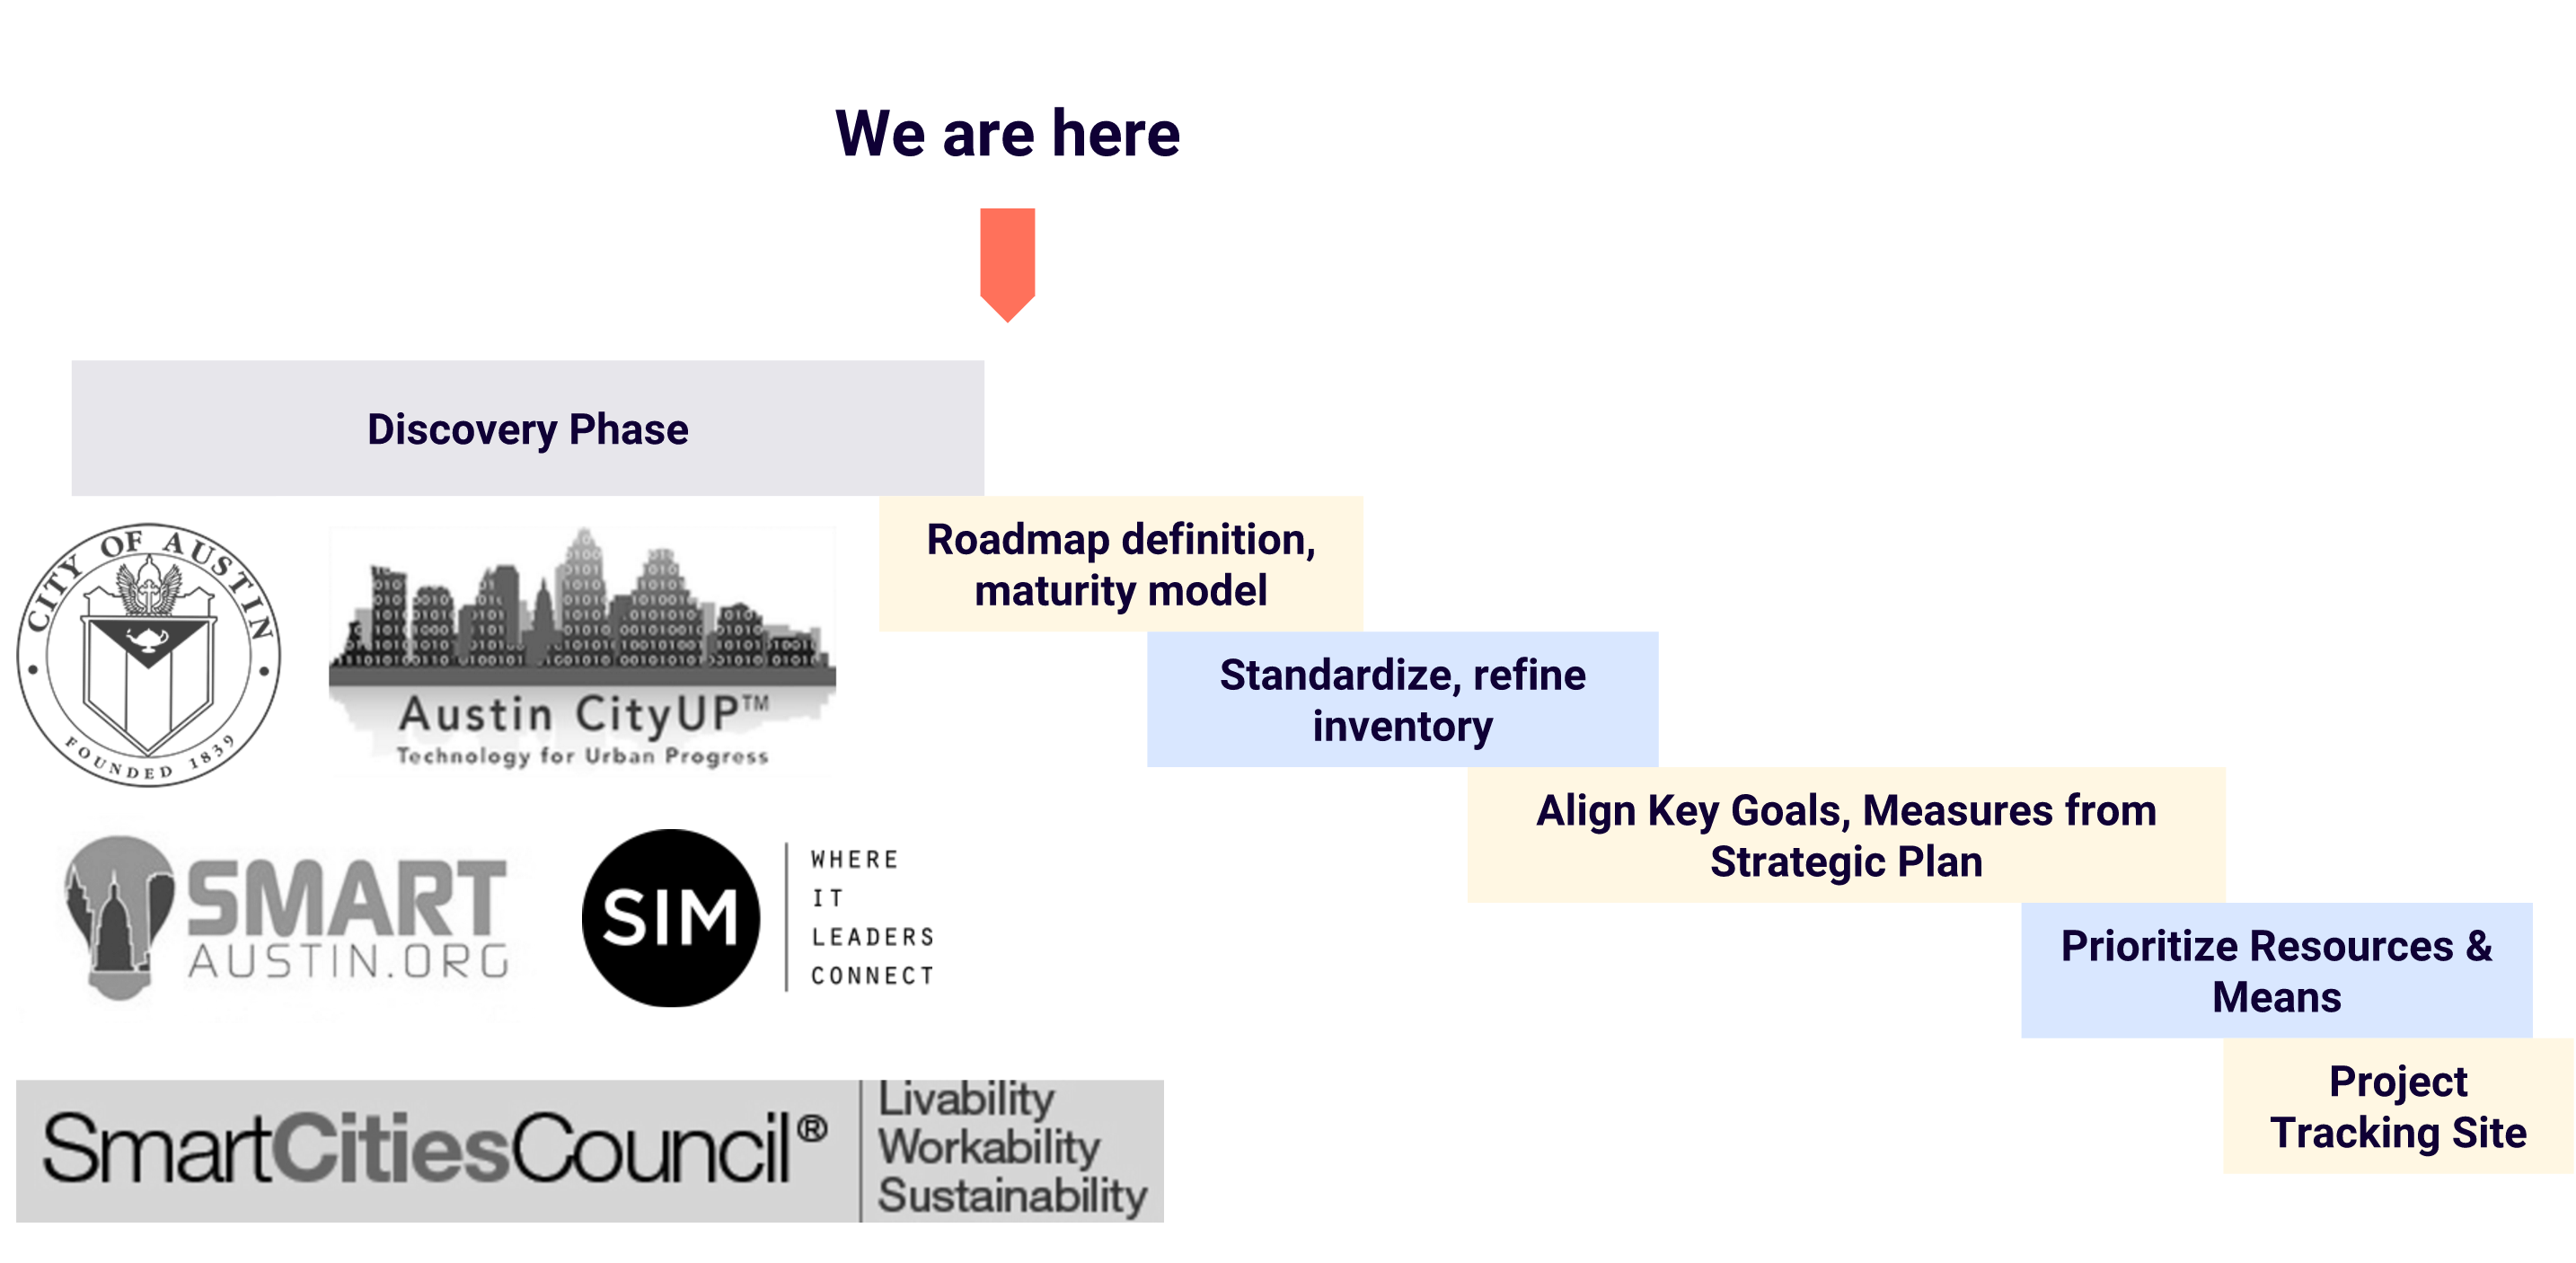 We are here
Discovery Phase
Roadmap definition,
maturity model
Standardize, refine
inventory
Align Key Goals, Measures from
Strategic Plan
Prioritize Resources &
Means
Project
Tracking Site
CITY OF AUSTIN
FOUNDED 1839
Austin CityUP™
Technology for Urban Progress
SMART
AUSTIN.ORG
SIM
WHERE
IT
LEADERS
CONNECT
SmartCitiesCouncil®
Livability
Workability
Sustainability